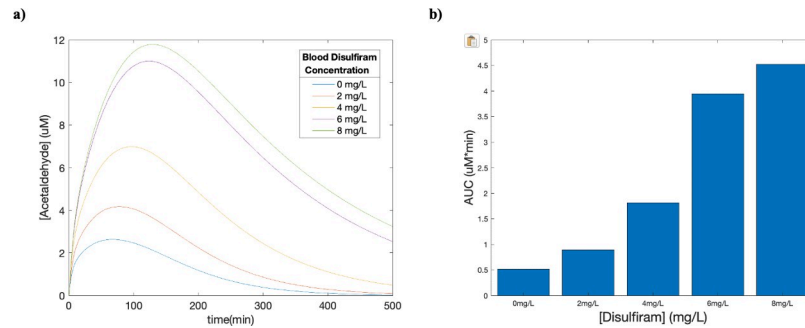 a)
b)
12
10
8
6
4
2
0
[Acetaldehyde] (uM)
0
100
200
300
400
500
time(min)
Blood Disulfiram
Concentration
0 mg/L
2 mg/L
4 mg/L
6 mg/L
8 mg/L
5
4.5
4
3.5
3
2.5
2
1.5
1
0.5
0
AUC (uM*min)
0mg/L
2mg/L
4mg/L
6mg/L
8mg/L
[Disulfiram] (mg/L)